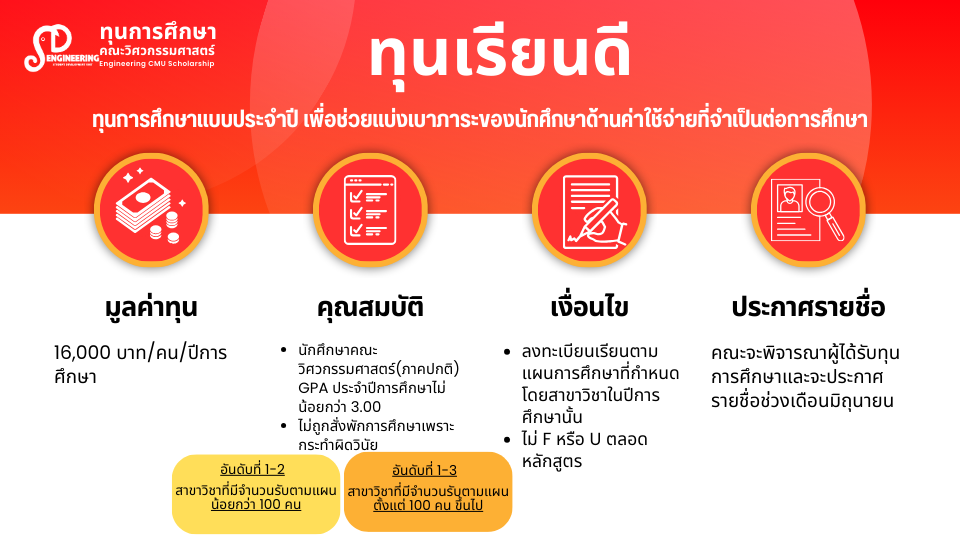 SD
ENGINEERING
ทุนการศึกษา
คณะวิศวกรรมศาสตร์
Engineering CMU Scholarship
ทุนเรียนดี
ทุนการศึกษาแบบประจำปี เพื่อช่วยแบ่งเบาภาระของนักศึกษาด้านค่าใช้จ่ายที่จำเป็นต่อการศึกษา
มูลค่าทุน
16,000 บาท/คน/ปีการ
ศึกษา
คุณสมบัติ
• นักศึกษาคณะ
วิศวกรรมศาสตร์(ภาคปกติ)
GPA ประจำปีการศึกษาไม่
น้อยกว่า 3.00
• ไม่ถูกสั่งพักการศึกษาเพราะ
กระทำผิดวินัย
อันดับที่ 1-2
สาขาวิชาที่มีจำนวนรับตามแผน
น้อยกว่า 100 คน
อันดับที่ 1-3
สาขาวิชาที่มีจำนวนรับตามแผน
ตั้งแต่ 100 คน ขึ้นไป
เงื่อนไข
• ลงทะเบียนเรียนตาม
แผนการศึกษาที่กำหนด
โดยสาขาวิชาในปีการ
ศึกษานั้น
• ไม่ F หรือ U ตลอด
หลักสูตร
ประกาศรายชื่อ
คณะจะพิจารณาผู้ได้รับทุน
การศึกษาและจะประกาศ
รายชื่อช่วงเดือนมิถุนายน